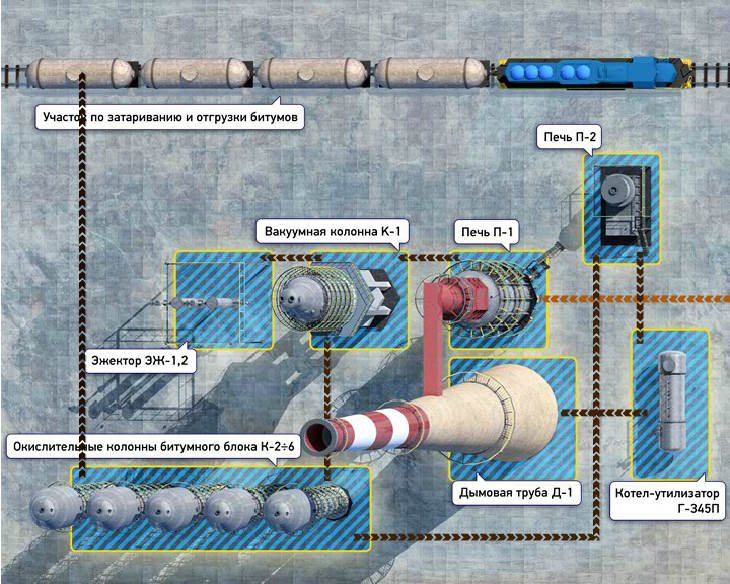 Участок по затариванию и отгрузки битумов
Печь П-2
Вакуумная колонна К-1
Печь П-1
Эжектор ЭЖ-1,2
Окислительные колонны битумного блока К-2÷6
Дымовая труба Д-1
Котел-утилизатор
Г-345П